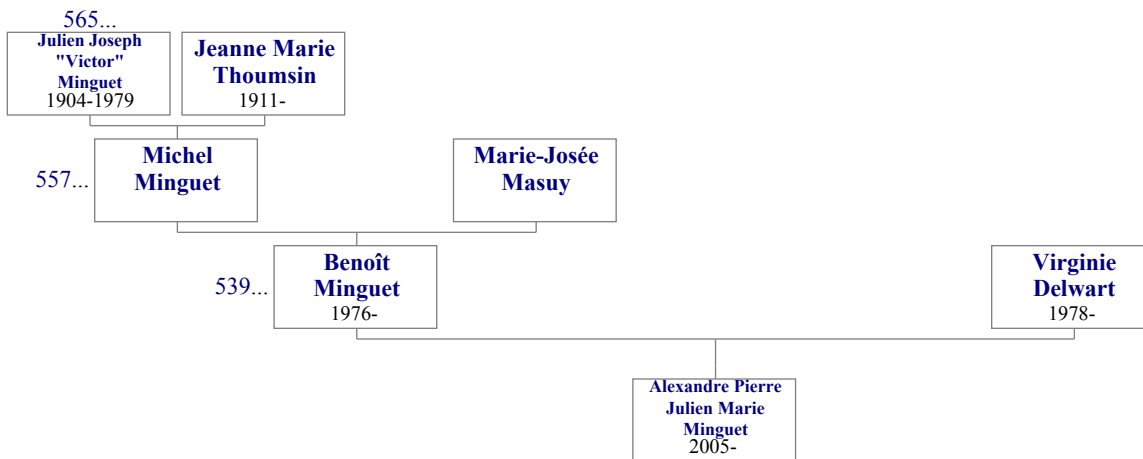 565...
Julien Joseph
"Victor"
Minguet
1904-1979
Jeanne Marie
Thoumsin
1911-
557...
Michel
Minguet
Marie-Josée
Masuy
539...
Benoît
Minguet
1976-
Virginie
Delwart
1978-
Alexandre Pierre
Julien Marie
Minguet
2005-